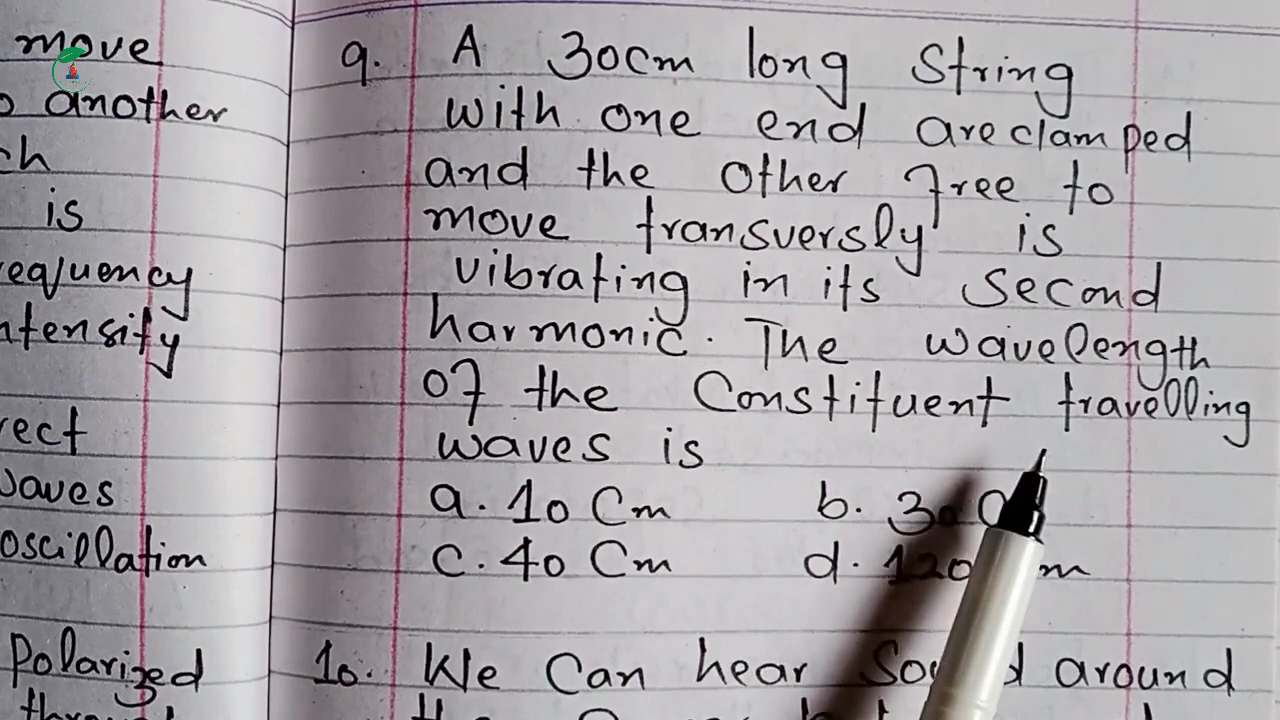 move
another
ch
is
requency
ntensity
rect
waves
oscillation
Polarized
9. A 30cm long String
with one end are clamped
and the other free to
move transversly is
vibrating in its Second
harmonic. The wavelength
of the Constituent travelling
waves is
a. 10 Cm b. 30 C
c. 40 Cm d. 120 m
10. We Can hear around